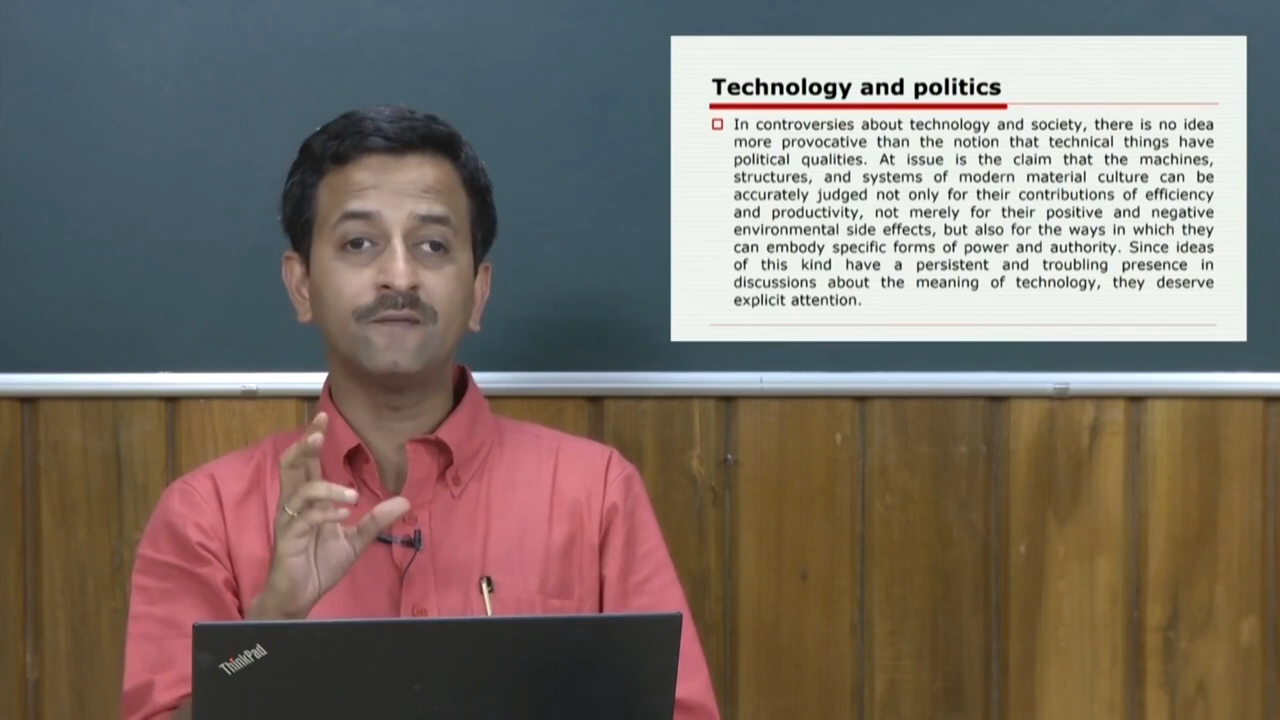 Technology and politics
In controversies about technology and society, there is no idea
more provocative than the notion that technical things have
political qualities. At issue is the claim that the machines,
structures, and systems of modern material culture can be
accurately judged not only for their contributions of efficiency
and productivity, not merely for their positive and negative
environmental side effects, but also for the ways in which they
can embody specific forms of power and authority. Since ideas
of this kind have a persistent and troubling presence in
discussions about the meaning of technology, they deserve
explicit attention.
ThinkPad